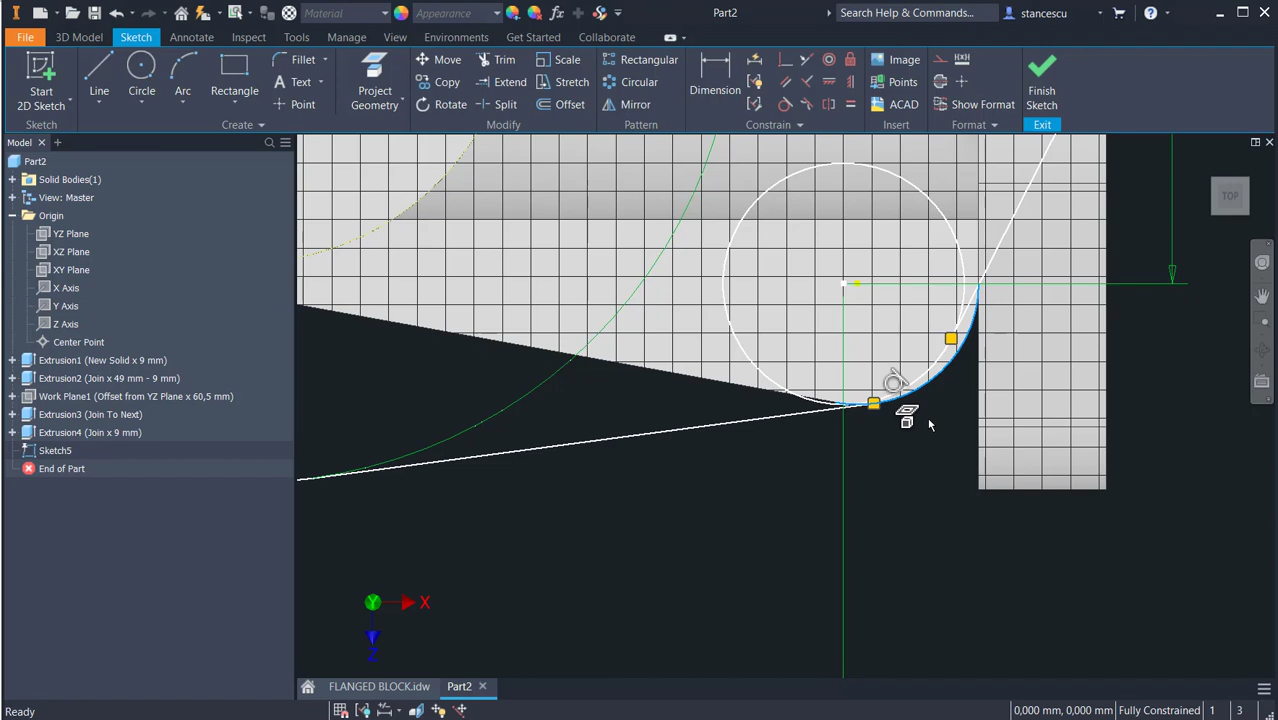 Material
Appearance
Part2
Search Help & Commands...
stancescu
File
3D Model
Sketch
Annotate
Inspect
Tools
Manage
View
Environments
Get Started
Collaborate
Start
2D Sketch
Line
Circle
Arc
Rectangle
Fillet
Text
Point
Project
Geometry
Move
Copy
Rotate
Trim
Extend
Split
Scale
Stretch
Offset
Rectangular
Circular
Mirror
Dimension
Image
Points
ACAD
Show Format
Finish
Sketch
Sketch
Create
Modify
Pattern
Constrain
Insert
Format
Exit
Model
Part2
Solid Bodies(1)
View: Master
Origin
YZ Plane
XZ Plane
XY Plane
X Axis
Y Axis
Z Axis
Center Point
Extrusion1 (New Solid x 9 mm)
Extrusion2 (Join x 49 mm - 9 mm)
Work Plane1 (Offset from YZ Plane x 60,5 mm)
Extrusion3 (Join To Next)
Extrusion4 (Join x 9 mm)
Sketch5
End of Part
TOP
Y
X
Z
FLANGED BLOCK.idw
Part2
Ready
0,000 mm, 0,000 mm
Fully Constrained
1
3